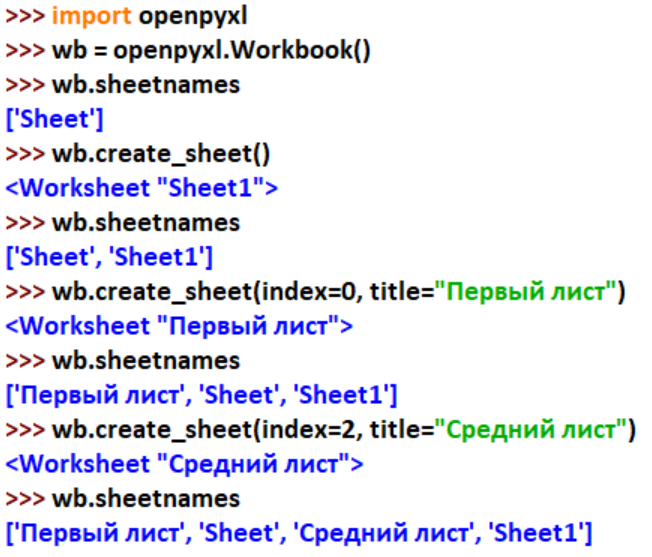 >>> import openpyxl
>>> wb = openpyxl.Workbook()
>>> wb.sheetnames
['Sheet']
>>> wb.create_sheet()
<Worksheet "Sheet1">
>>> wb.sheetnames
['Sheet', 'Sheet1']
>>> wb.create_sheet(index=0, title="Первый лист")
<Worksheet "Первый лист">
>>> wb.sheetnames
['Первый лист', 'Sheet', 'Sheet1']
>>> wb.create_sheet(index=2, title="Средний лист")
<Worksheet "Средний лист">
>>> wb.sheetnames
['Первый лист', 'Sheet', 'Средний лист', 'Sheet1']